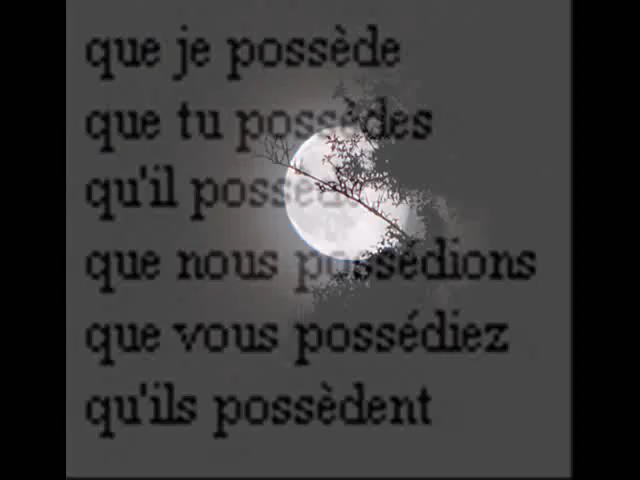 que je possède
que tu possèdes
qu'il possède
que nous possédions
que vous possédiez
qu'ils possèdent